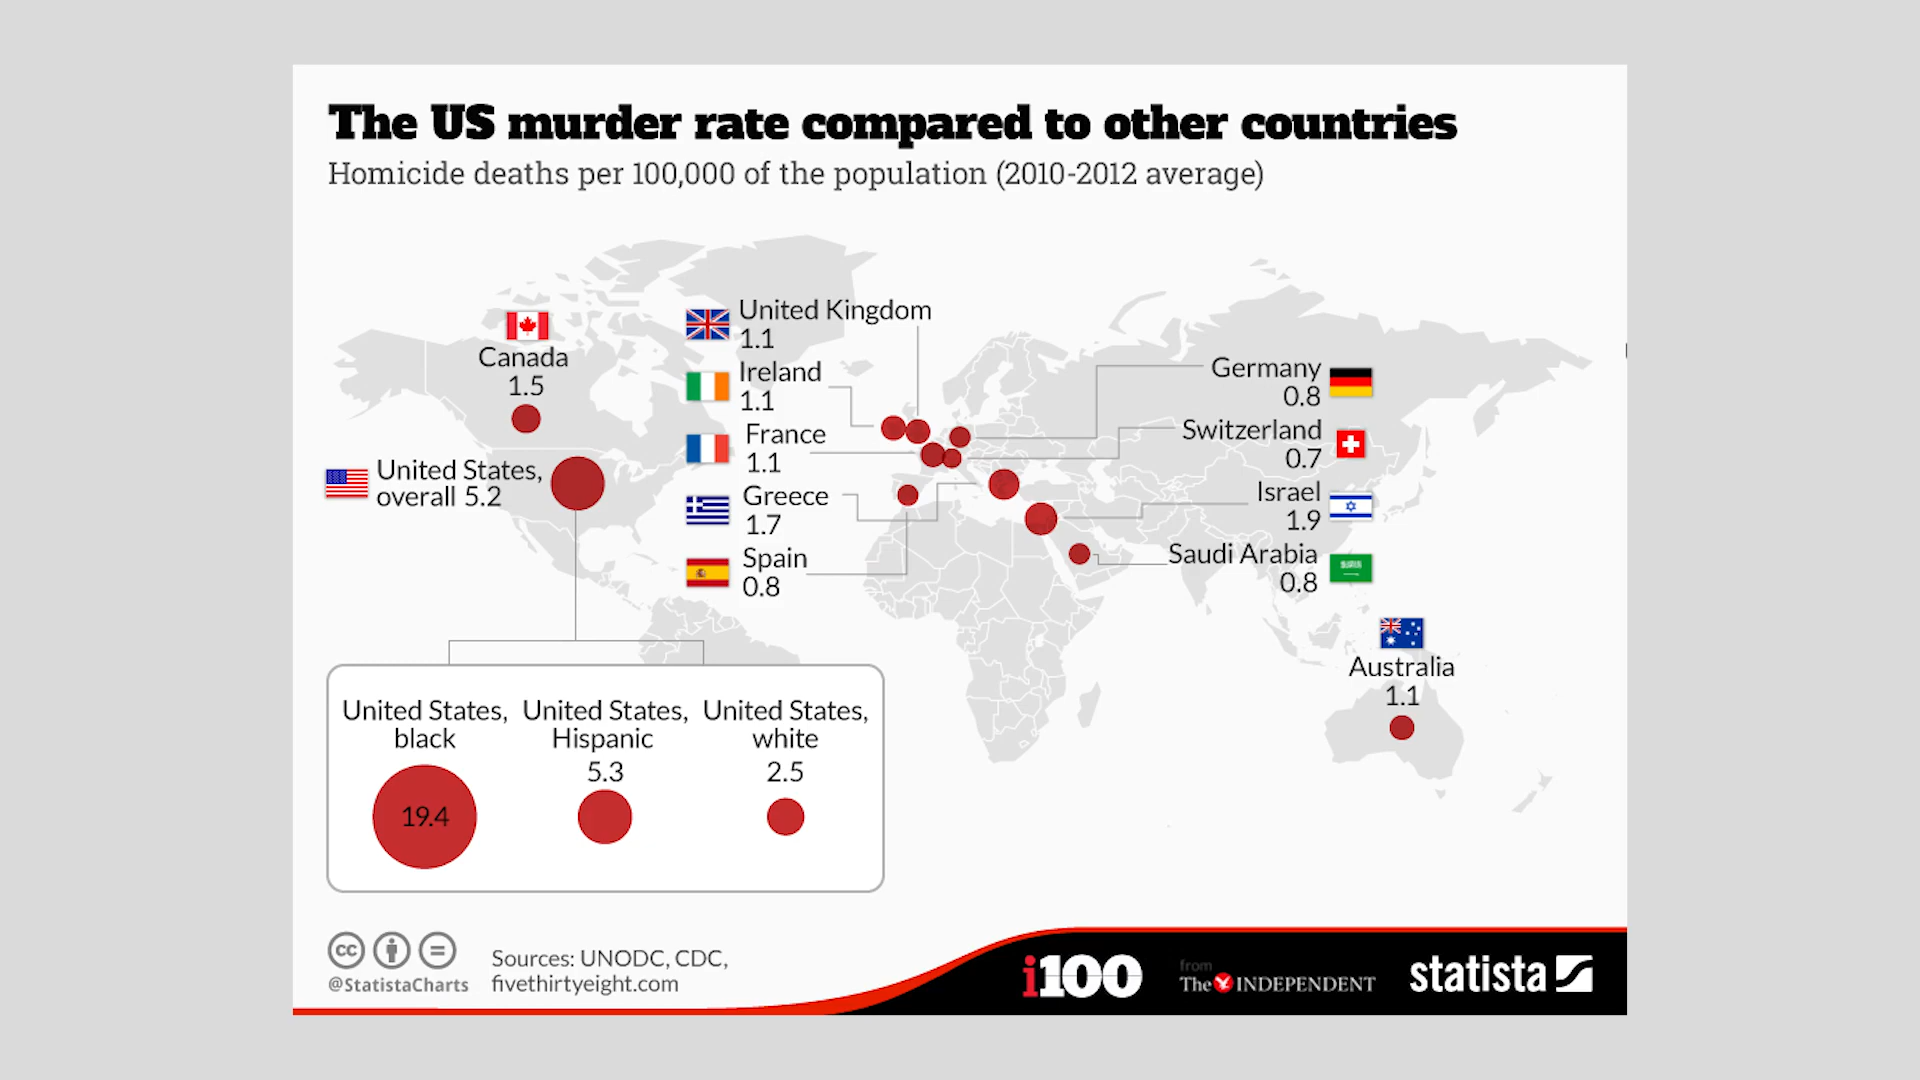 The US murder rate compared to other countries
Homicide deaths per 100,000 of the population (2010-2012 average)
Canada
1.5
United States,
overall 5.2
United Kingdom
1.1
Ireland
1.1
France
1.1
Greece
1.7
Spain
0.8
Germany
0.8
Switzerland
0.7
Israel
1.9
Saudi Arabia
0.8
Australia
1.1
United States,
black
19.4
United States,
Hispanic
5.3
United States,
white
2.5
cc
@StatistaCharts
Sources: UNODC, CDC,
fivethirtyeight.com
i100
from
The INDEPENDENT
statista